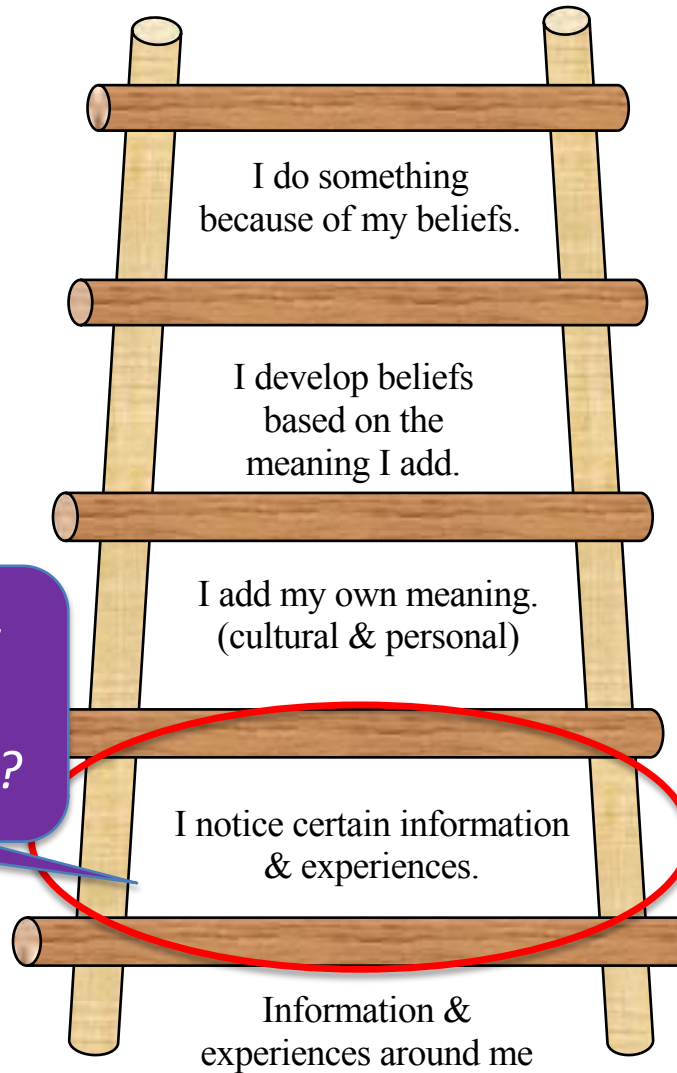 I do something
because of my beliefs.
I develop beliefs
based on the
meaning I add.
I add my own meaning.
(cultural & personal)
?
I notice certain information
& experiences.
Information &
experiences around me